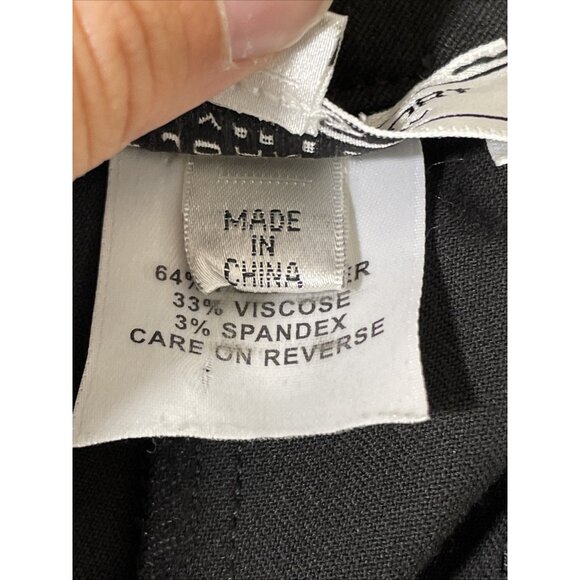 MADE
IN
CHINA
64%
33% VISCOSE
3% SPANDEX
CARE ON REVERSE